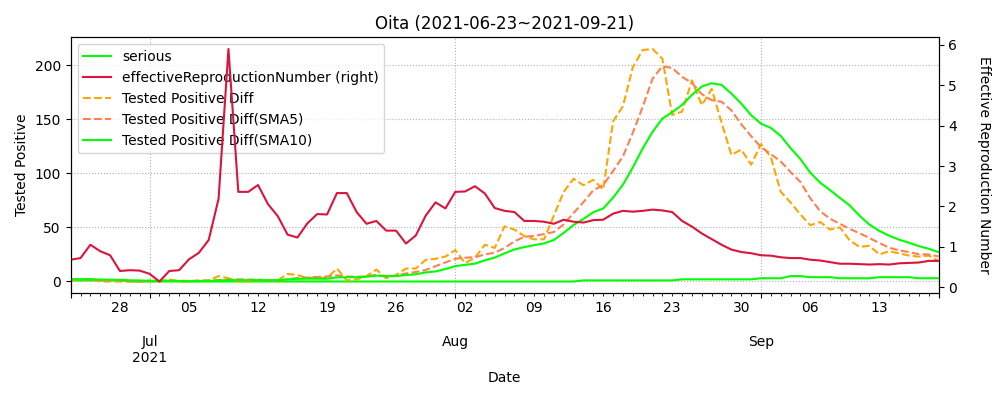 Oita (2021-06-23~2021-09-21)
serious
effectiveReproductionNumber (right)
Tested Positive Diff
Tested Positive Diff(SMA5)
Tested Positive Diff(SMA10)
Tested Positive
200
150
100
50
0
Effective Reproduction Number
6
5
4
3
2
1
0
28 05 12 19 26 02 09 16 23 30 06 13
Jul Aug Sep
2021
Date